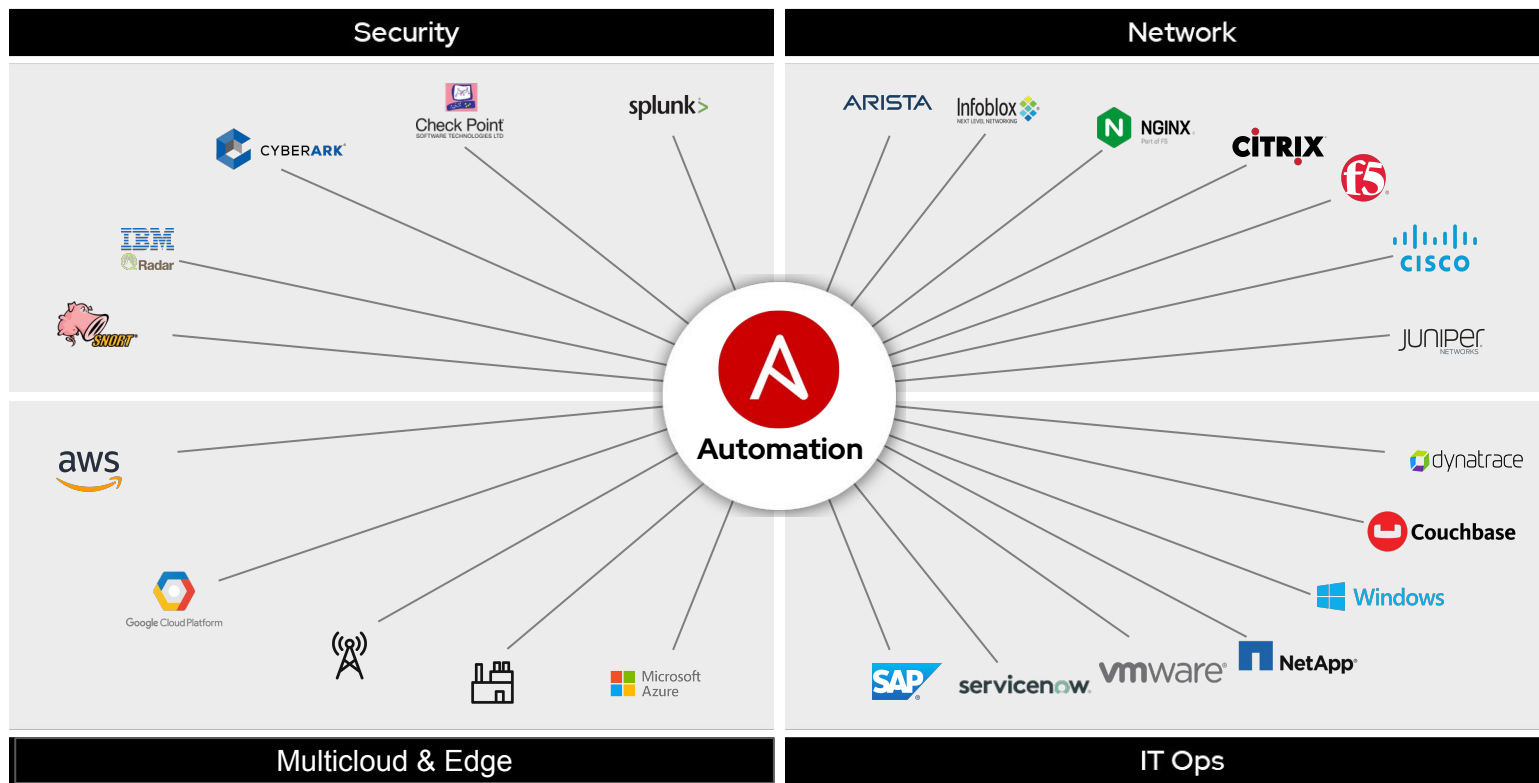 Security
Network
splunk>
Check Point
SOFTWARE TECHNOLOGIES LTD
CYBERARK®
IBM
QRadar
SNORT®
ARISTA
Infoblox
NEXT LEVEL NETWORKING
NGINX
Part of F5
CITRIX
f5
CISCO
JUNIPER
NETWORKS
Automation
aws
Google Cloud Platform
Microsoft
Azure
dynatrace
Couchbase
Windows
NetApp®
vmware®
servicenow
SAP®
Multicloud & Edge
IT Ops